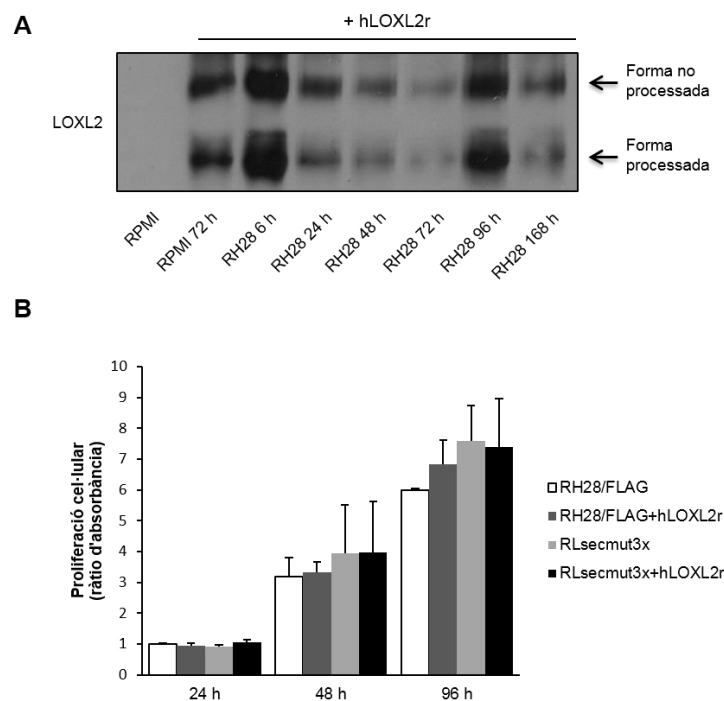 A
+ hLOXL2r
LOXL2
Forma no
processada
Forma
processada
RPMI
RPMI 72 h
RH28 6 h
RH28 24 h
RH28 48 h
RH28 72 h
RH28 96 h
RH28 168 h
B
Proliferació cel·lular
(ràtio d'absorbància)
10
9
8
7
6
5
4
3
2
1
0
24 h
48 h
96 h
RH28/FLAG
RH28/FLAG+hLOXL2r
RLsecmut3x
RLsecmut3x+hLOXL2r